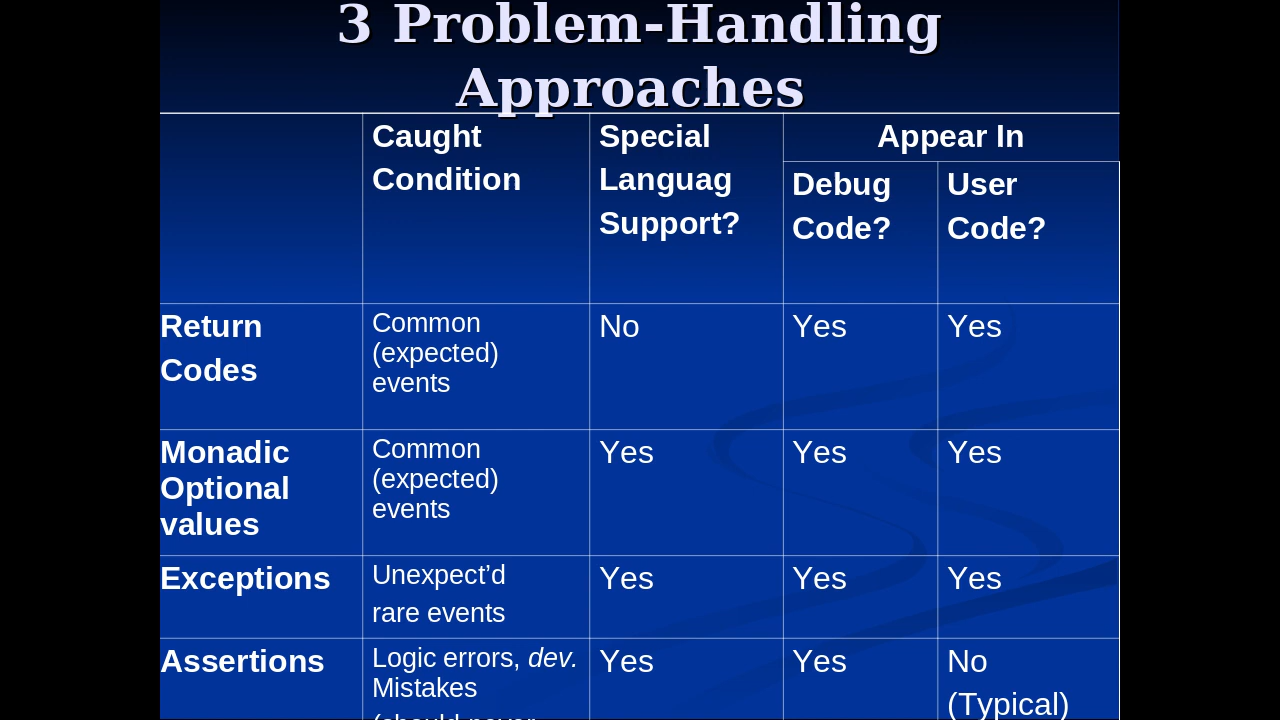 3 Problem-Handling
Approaches
Caught
Condition
Special
Languag
Support?
Appear In
Debug
Code?
User
Code?
Return
Codes
Common
(expected)
events
No
Yes
Yes
Monadic
Optional
values
Common
(expected)
events
Yes
Yes
Yes
Exceptions
Unexpect’d
rare events
Yes
Yes
Yes
Assertions
Logic errors, dev.
Mistakes
(should never
Yes
Yes
No
(Typical)